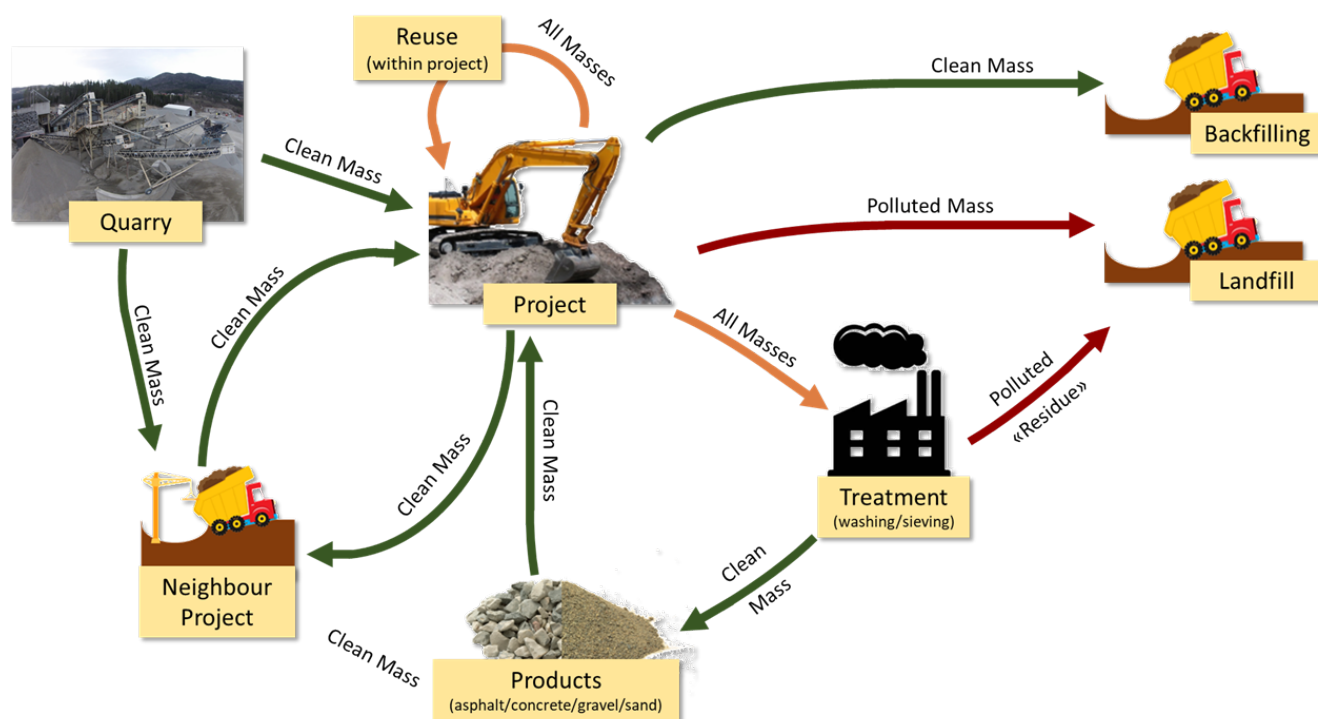 Reuse
(within project)
All Masses
Clean Mass
Backfilling
Clean Mass
Quarry
Polluted Mass
Landfill
Clean Mass
Clean Mass
Project
All Masses
Polluted
«Residue»
Clean Mass
Clean Mass
Treatment
(washing/sieving)
Clean
Mass
Neighbour
Project
Clean Mass
Products
(asphalt/concrete/gravel/sand)